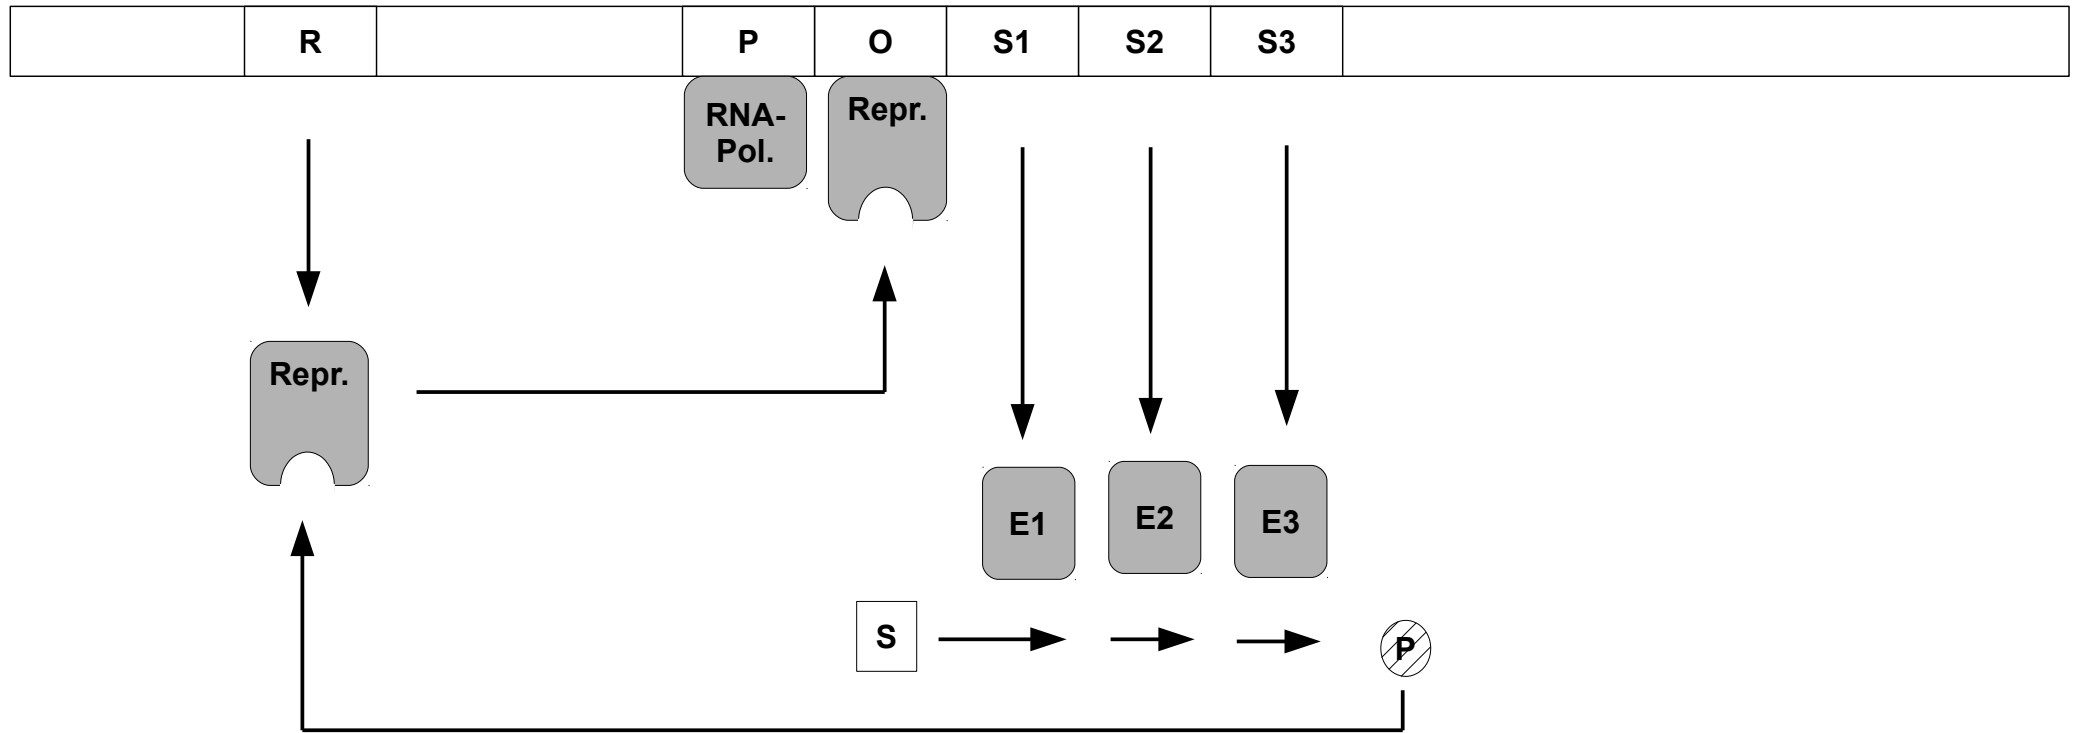 R
P
O
S1
S2
S3
RNA-
Pol.
Repr.
Repr.
E1
E2
E3
S
P